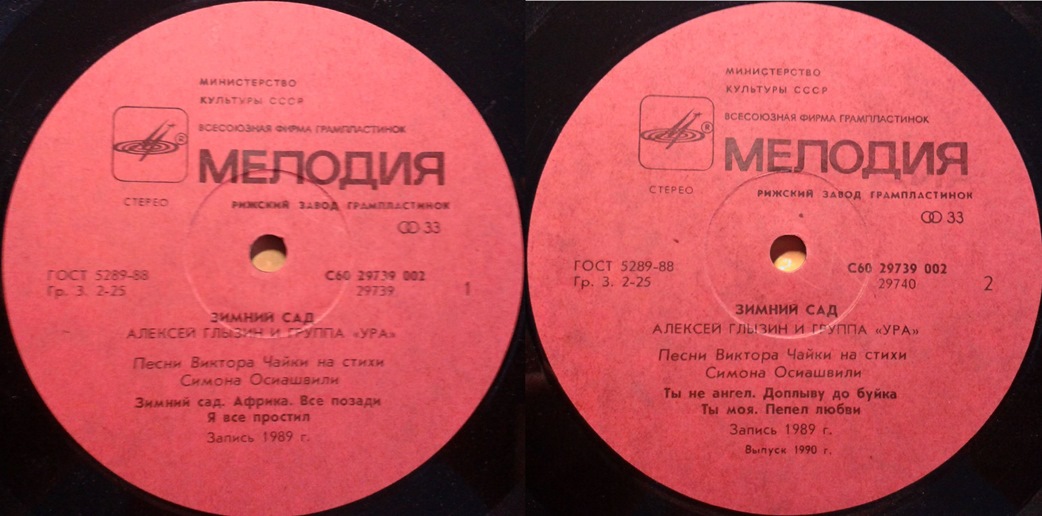 МИНИСТЕРСТВО
КУЛЬТУРЫ СССР
ВСЕСОЮЗНАЯ ФИРМА ГРАМПЛАСТИНОК
®
МЕЛОДИЯ
СТЕРЕО
РИЖСКИЙ ЗАВОД ГРАМПЛАСТИНОК
33
ГОСТ 5289-88
Гр. 3. 2-25
С60 29739 002
29739
1
ЗИМНИЙ САД
АЛЕКСЕЙ ГЛЫЗИН И ГРУППА «УРА»
Песни Виктора Чайки на стихи
Симона Осиашвили
Зимний сад. Африка. Все позади
Я все простил
Запись 1989 г.
МИНИСТЕРСТВО
КУЛЬТУРЫ СССР
ВСЕСОЮЗНАЯ ФИРМА ГРАМПЛАСТИНОК
®
МЕЛОДИЯ
СТЕРЕО
РИЖСКИЙ ЗАВОД ГРАМПЛАСТИНОК
33
ГОСТ 5289-88
Гр. 3. 2-25
С60 29739 002
29740
2
ЗИМНИЙ САД
АЛЕКСЕЙ ГЛЫЗИН И ГРУППА «УРА»
Песни Виктора Чайки на стихи
Симона Осиашвили
Ты не ангел. Доплыву до буйка
Ты моя. Пепел любви
Запись 1989 г.
Выпуск 1990 г.